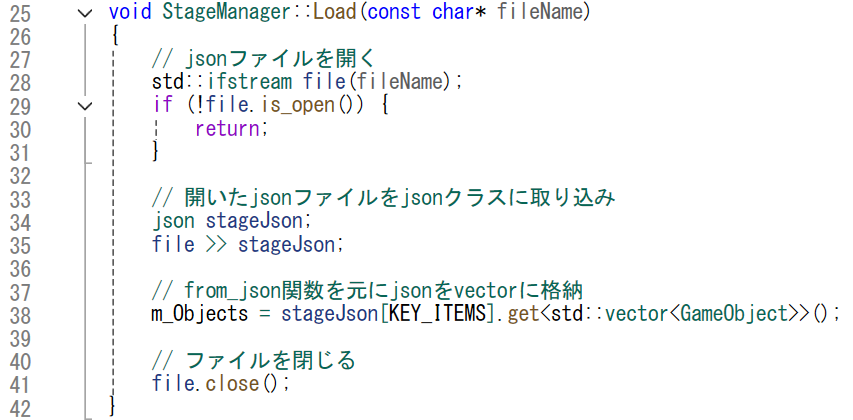 25 void StageManager::Load(const char* fileName)
26 {
27 // jsonファイルを開く
28 std::ifstream file(fileName);
29 if (!file.is_open()) {
30 return;
31 }
32
33 // 開いたjsonファイルをjsonクラスに取り込み
34 json stageJson;
35 file >> stageJson;
36
37 // from_json関数を元にjsonをvectorに格納
38 m_Objects = stageJson[KEY_ITEMS].get<std::vector<GameObject>>();
39
40 // ファイルを閉じる
41 file.close();
42 }